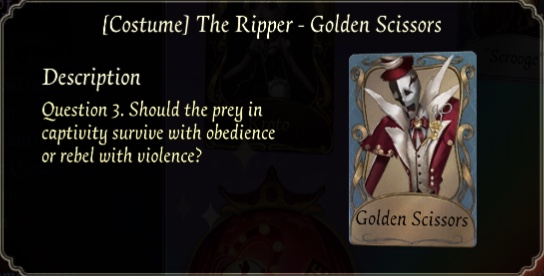 [Costume] The Ripper - Golden Scissors
Description
Question 3. Should the prey in
captivity survive with obedience
or rebel with violence?
Golden Scissors
"Scrooge